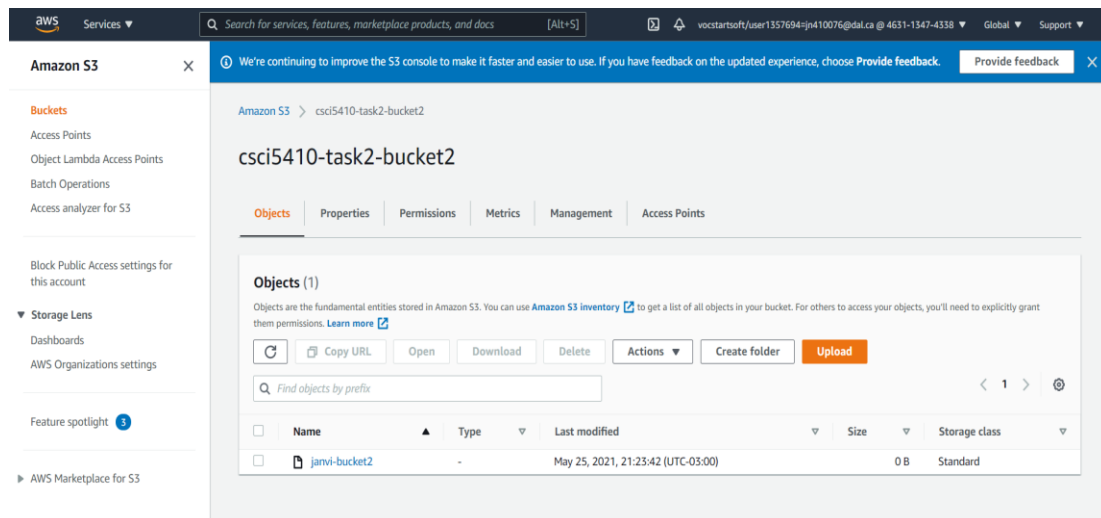 aws Services ▼ Search for services, features, marketplace products, and docs [Alt+S] vocstartsoft/user1357694=jn410076@dal.ca @ 4631-1347-4338 ▼ Global ▼ Support ▼
Amazon S3
We're continuing to improve the S3 console to make it faster and easier to use. If you have feedback on the updated experience, choose Provide feedback. Provide feedback
Buckets
Access Points
Object Lambda Access Points
Batch Operations
Access analyzer for S3
Block Public Access settings for
this account
Storage Lens
Dashboards
AWS Organizations settings
Feature spotlight 3
AWS Marketplace for S3
Amazon S3 > csci5410-task2-bucket2
csci5410-task2-bucket2
Objects Properties Permissions Metrics Management Access Points
Objects (1)
Objects are the fundamental entities stored in Amazon S3. You can use Amazon S3 inventory to get a list of all objects in your bucket. For others to access your objects, you'll need to explicitly grant
them permissions. Learn more
Copy URL Open Download Delete Actions ▼ Create folder Upload
Find objects by prefix < 1 >
Name ▲ Type Last modified Size Storage class
janvi-bucket2 - May 25, 2021, 21:23:42 (UTC-03:00) 0 B Standard